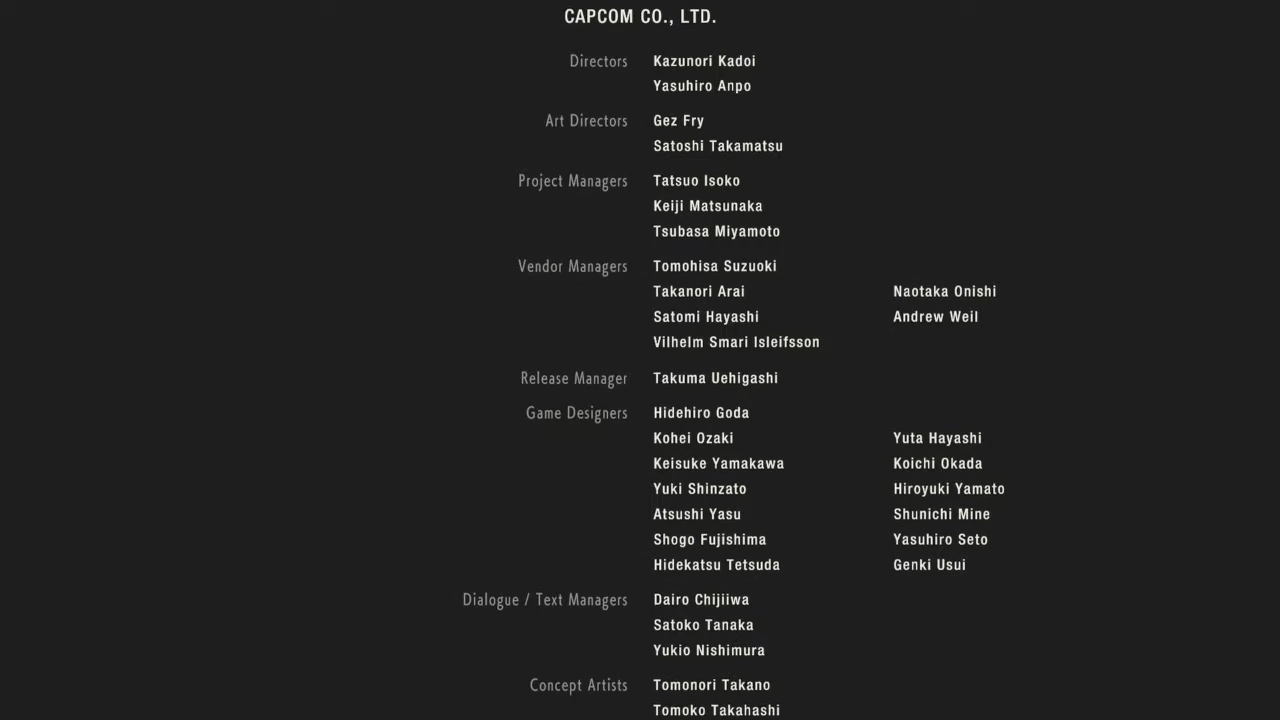 CAPCOM CO., LTD.
Directors Kazunori Kadoi
Yasuhiro Anpo
Art Directors Gez Fry
Satoshi Takamatsu
Project Managers Tatsuo Isoko
Keiji Matsunaka
Tsubasa Miyamoto
Vendor Managers Tomohisa Suzuoki
Takanori Arai Naotaka Onishi
Satomi Hayashi Andrew Weil
Vilhelm Smari Isleifsson
Release Manager Takuma Uehigashi
Game Designers Hidehiro Goda
Kohei Ozaki Yuta Hayashi
Keisuke Yamakawa Koichi Okada
Yuki Shinzato Hiroyuki Yamato
Atsushi Yasu Shunichi Mine
Shogo Fujishima Yasuhiro Seto
Hidekatsu Tetsuda Genki Usui
Dialogue / Text Managers Dairo Chijiiwa
Satoko Tanaka
Yukio Nishimura
Concept Artists Tomonori Takano
Tomoko Takahashi